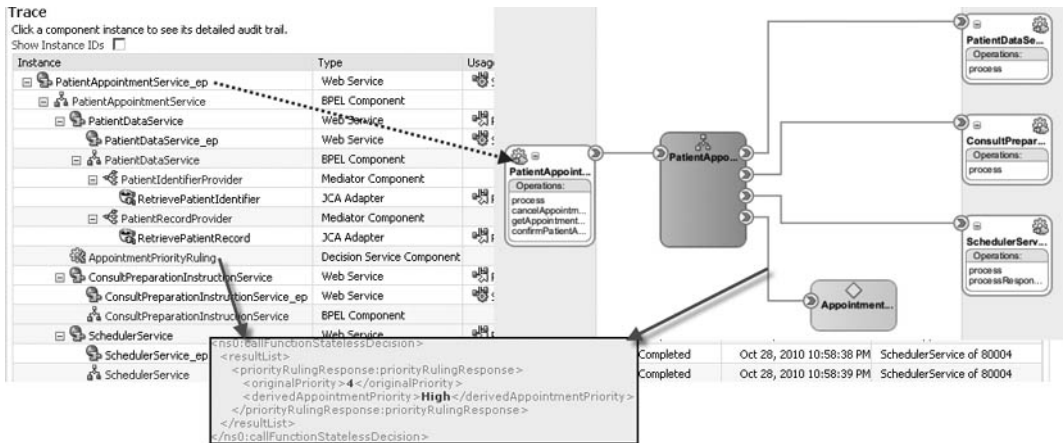 Trace
Click a component instance to see its detailed audit trail.
Show Instance IDs
Instance Type Usag
PatientAppointmentService_ep Web Service
PatientAppointmentService BPEL Component
PatientDataService Web Service
PatientDataService_ep Web Service
PatientDataService BPEL Component
PatientIdentifierProvider Mediator Component
RetrievePatientIdentifier JCA Adapter
PatientRecordProvider Mediator Component
RetrievePatientRecord JCA Adapter
AppointmentPriorityRuling Decision Service Component
ConsultPreparationInstructionService Web Service
ConsultPreparationInstructionService_ep Web Service
ConsultPreparationInstructionService BPEL Component
SchedulerService Web Service
SchedulerService_ep
SchedulerService
Completed Oct 28, 2010 10:58:38 PM SchedulerService of 80004
Completed Oct 28, 2010 10:58:39 PM SchedulerService of 80004
PatientAppoint...
Operations:
process
cancelAppointm...
getAppointment...
confirmPatientA...
PatientAppo...
PatientDataSe...
Operations:
process
ConsultPrepar...
Operations:
process
SchedulerServ...
Operations:
process
processRespon...
Appointment...
<ns0:callFunctionStatelessDecision>
<resultList>
<priorityRulingResponse:priorityRulingResponse>
<originalPriority>4</originalPriority>
<derivedAppointmentPriority>High</derivedAppointmentPriority>
</priorityRulingResponse:priorityRulingResponse>
</resultList>
</ns0:callFunctionStatelessDecision>